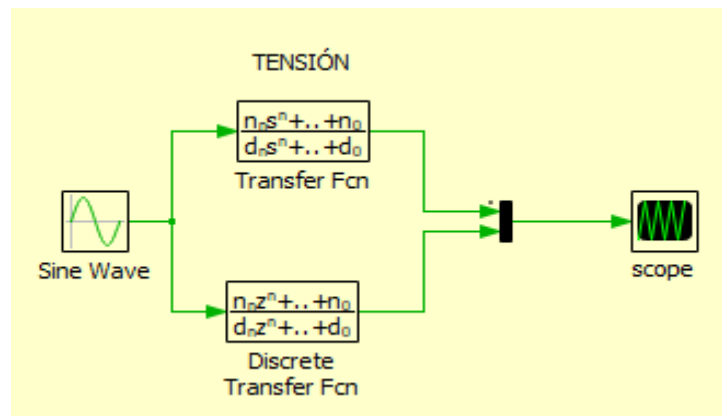 TENSIÓN
nₙsⁿ+..+n₀
dₙsⁿ+..+d₀
Transfer Fcn
Sine Wave
scope
nₙzⁿ+..+n₀
dₙzⁿ+..+d₀
Discrete
Transfer Fcn